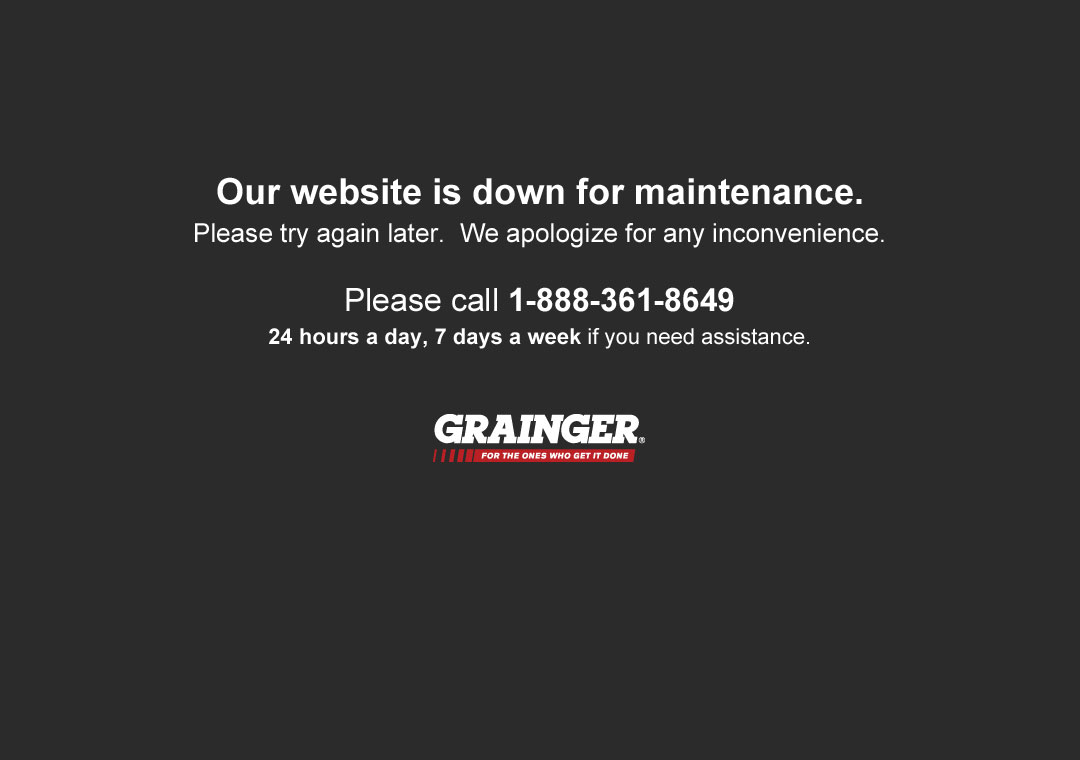 Our website is down for maintenance.
Please try again later.  We apologize for any inconvenience.
Please call 1-888-361-8649
24 hours a day, 7 days a week if you need assistance.
GRAINGER®
FOR THE ONES WHO GET IT DONE